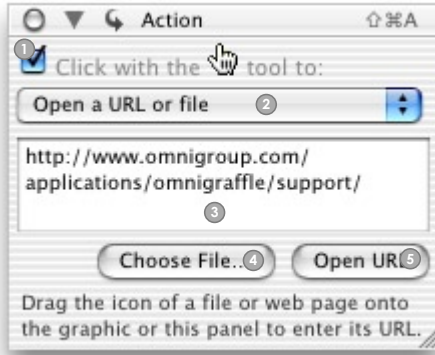 Action ⇧⌘A
1
Click with the tool to:
Open a URL or file 2
http://www.omnigroup.com/
applications/omnigraffle/support/
3
Choose File... 4 Open URL 5
Drag the icon of a file or web page onto
the graphic or this panel to enter its URL.